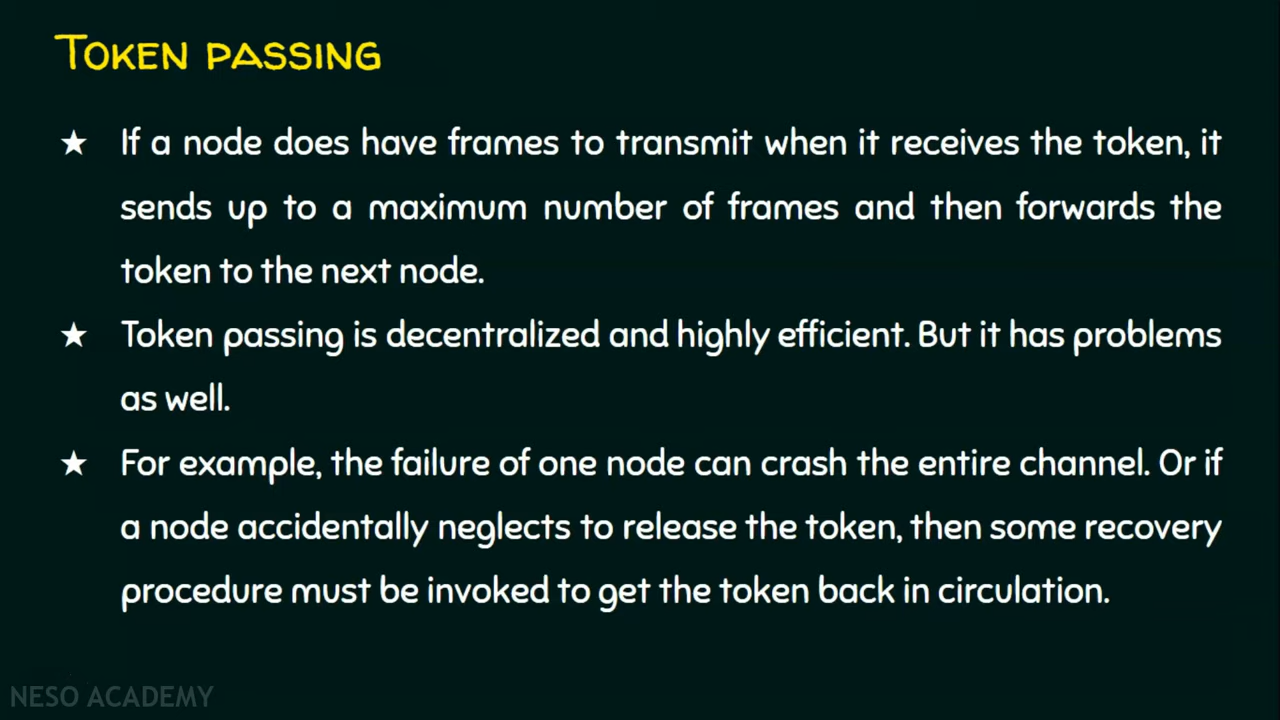 TOKEN PASSING
★ If a node does have frames to transmit when it receives the token, it
sends up to a maximum number of frames and then forwards the
token to the next node.
★ Token passing is decentralized and highly efficient. But it has problems
as well.
★ For example, the failure of one node can crash the entire channel. Or if
a node accidentally neglects to release the token, then some recovery
procedure must be invoked to get the token back in circulation.
NESO ACADEMY